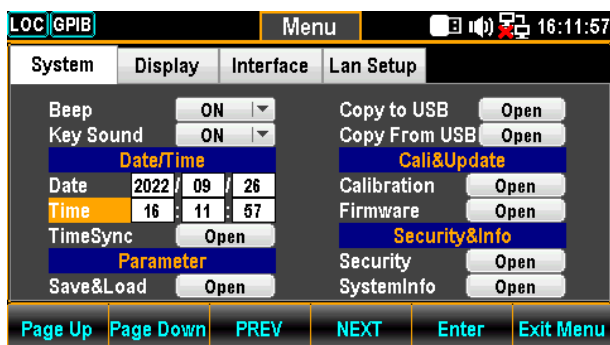 LOC GPIB Menu 16:11:57
System Display Interface Lan Setup
Beep ON Copy to USB Open
Key Sound ON Copy From USB Open
Date/Time Cali&Update
Date 2022 / 09 / 26 Calibration Open
Time 16 : 11 : 57 Firmware Open
TimeSync Open Security&Info
Parameter Security Open
Save&Load Open SystemInfo Open
Page Up Page Down PREV NEXT Enter Exit Menu